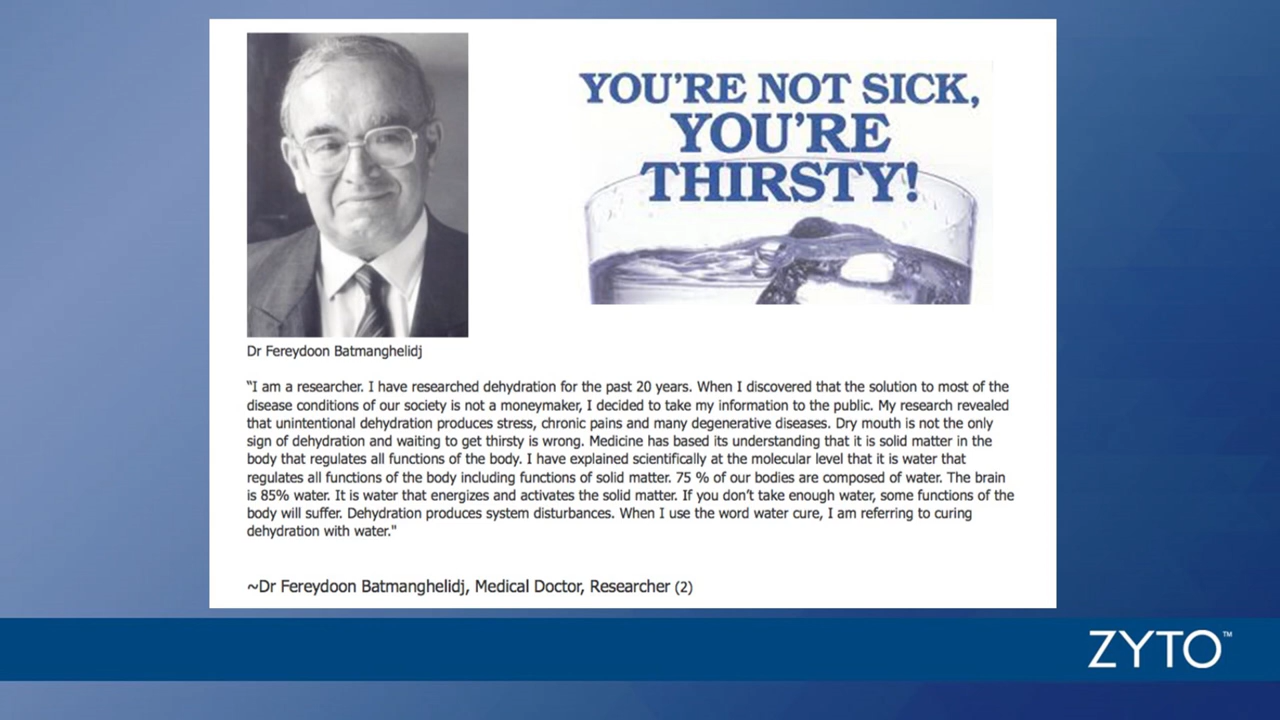 YOU'RE NOT SICK,
YOU'RE
THIRSTY!
Dr Fereydoon Batmanghelidj
"I am a researcher. I have researched dehydration for the past 20 years. When I discovered that the solution to most of the
disease conditions of our society is not a moneymaker, I decided to take my information to the public. My research revealed
that unintentional dehydration produces stress, chronic pains and many degenerative diseases. Dry mouth is not the only
sign of dehydration and waiting to get thirsty is wrong. Medicine has based its understanding that it is solid matter in the
body that regulates all functions of the body. I have explained scientifically at the molecular level that it is water that
regulates all functions of the body including functions of solid matter. 75 % of our bodies are composed of water. The brain
is 85% water. It is water that energizes and activates the solid matter. If you don't take enough water, some functions of the
body will suffer. Dehydration produces system disturbances. When I use the word water cure, I am referring to curing
dehydration with water."
~Dr Fereydoon Batmanghelidj, Medical Doctor, Researcher (2)
ZYTO™